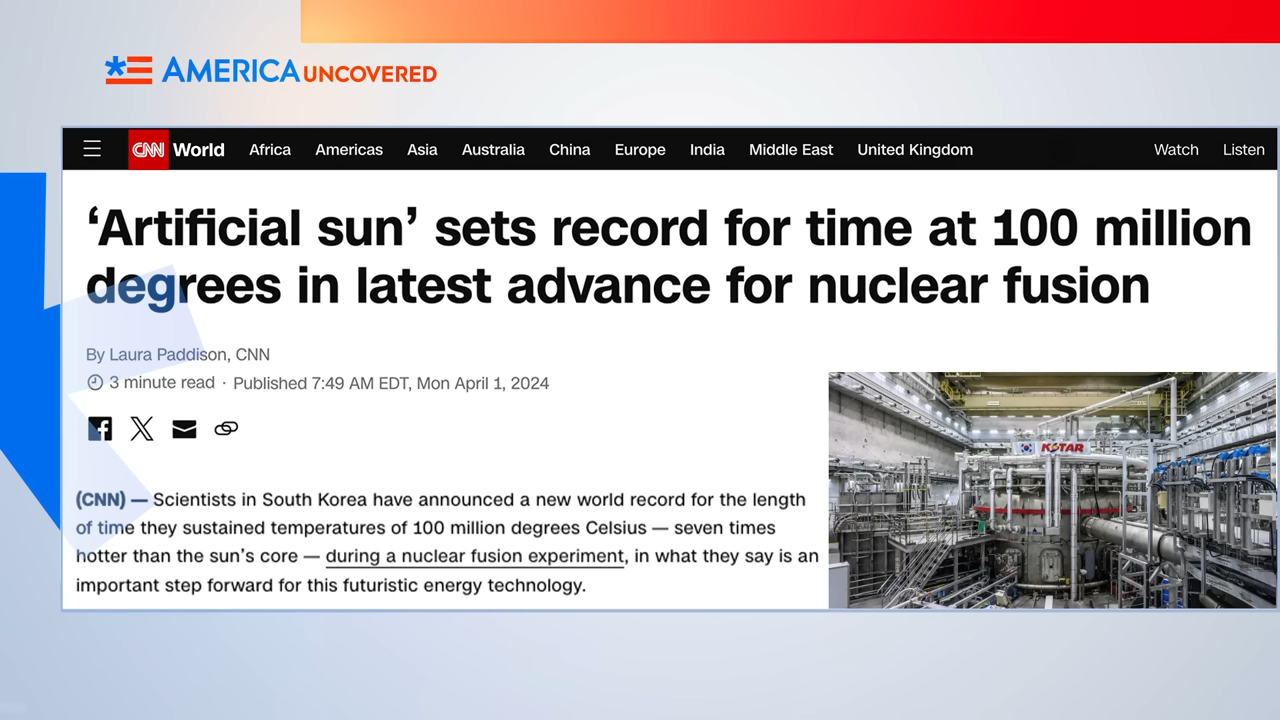 AMERICA UNCOVERED
CNN World Africa Americas Asia Australia China Europe India Middle East United Kingdom Watch Listen
‘Artificial sun’ sets record for time at 100 million
degrees in latest advance for nuclear fusion
By Laura Paddison, CNN
3 minute read · Published 7:49 AM EDT, Mon April 1, 2024
KSTAR
(CNN) — Scientists in South Korea have announced a new world record for the length
of time they sustained temperatures of 100 million degrees Celsius — seven times
hotter than the sun’s core — during a nuclear fusion experiment, in what they say is an
important step forward for this futuristic energy technology.